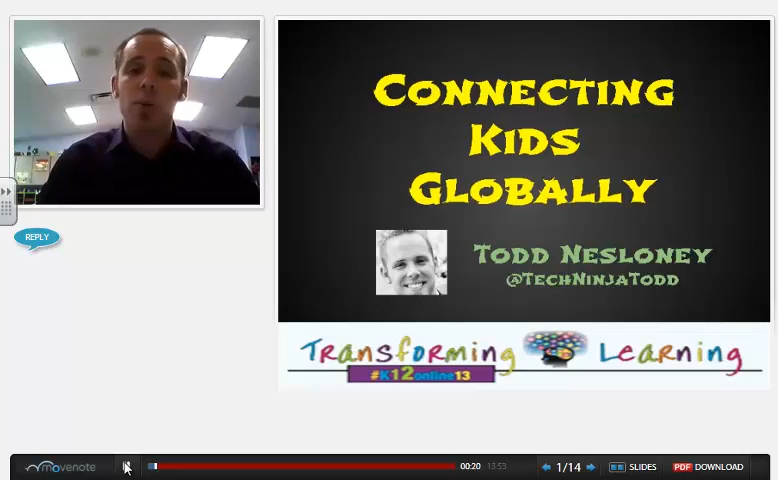 Connecting
Kids
Globally
Todd Nesloney
@TechNinjaTodd
REPLY
Transforming Learning
#K12online13
movenote
00:20 13:53
1/14
SLIDES
PDF DOWNLOAD